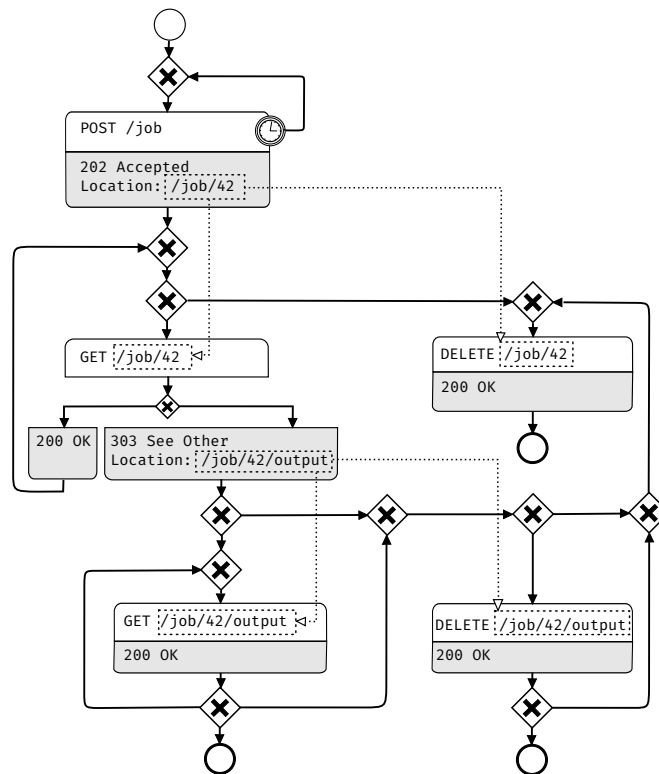 POST /job
202 Accepted
Location: /job/42
GET /job/42
DELETE /job/42
200 OK
200 OK
303 See Other
Location: /job/42/output
GET /job/42/output
200 OK
DELETE /job/42/output
200 OK